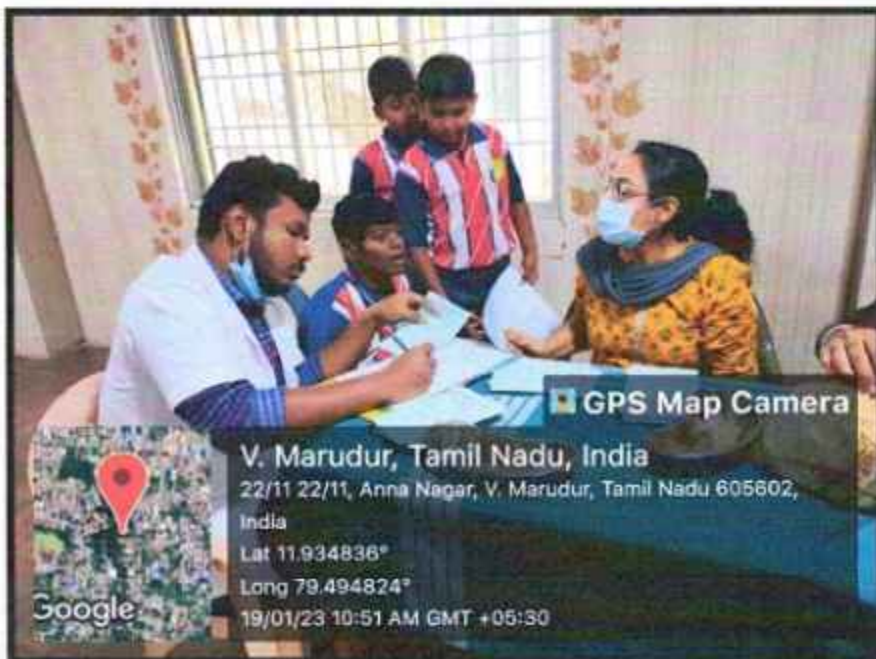 GPS Map Camera
V. Marudur, Tamil Nadu, India
22/11 22/11, Anna Nagar, V. Marudur, Tamil Nadu 605602,
India
Lat 11.934836°
Long 79.494824°
19/01/23 10:51 AM GMT +05:30
Google